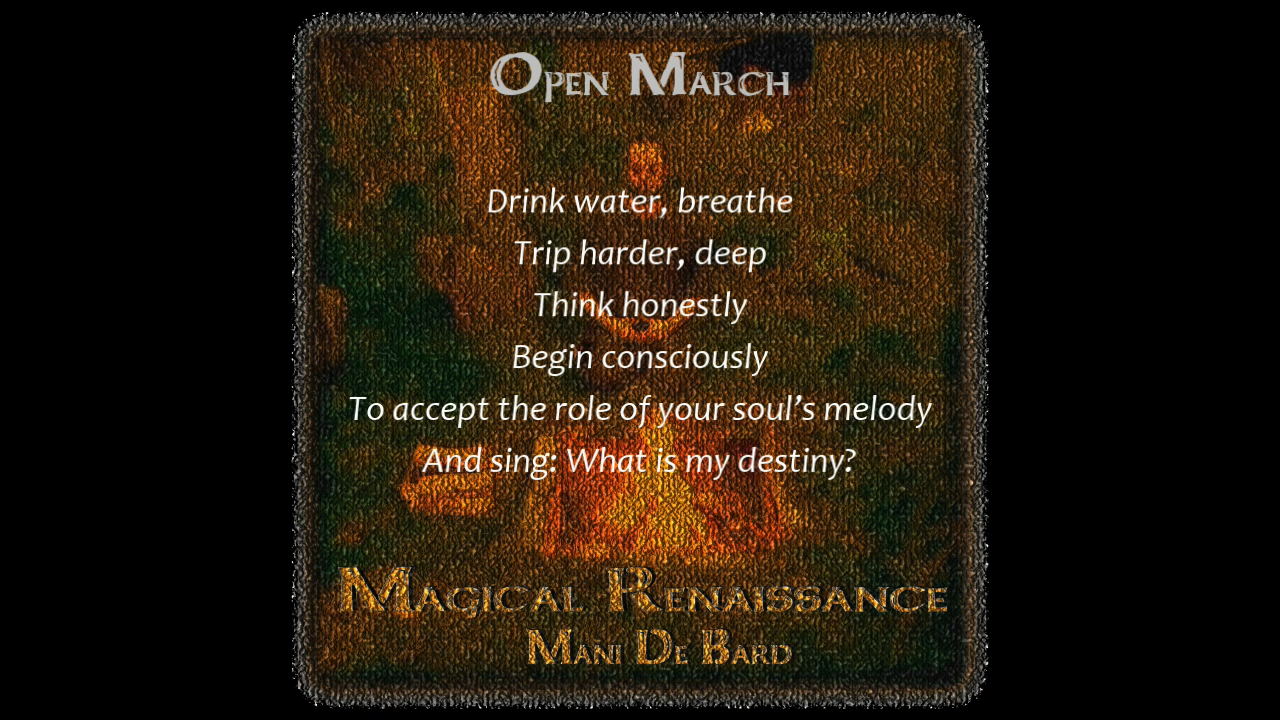 Open March
Drink water, breathe
Trip harder, deep
Think honestly
Begin consciously
To accept the role of your soul’s melody
And sing: What is my destiny?
Magical Renaissance
Mani De Bard